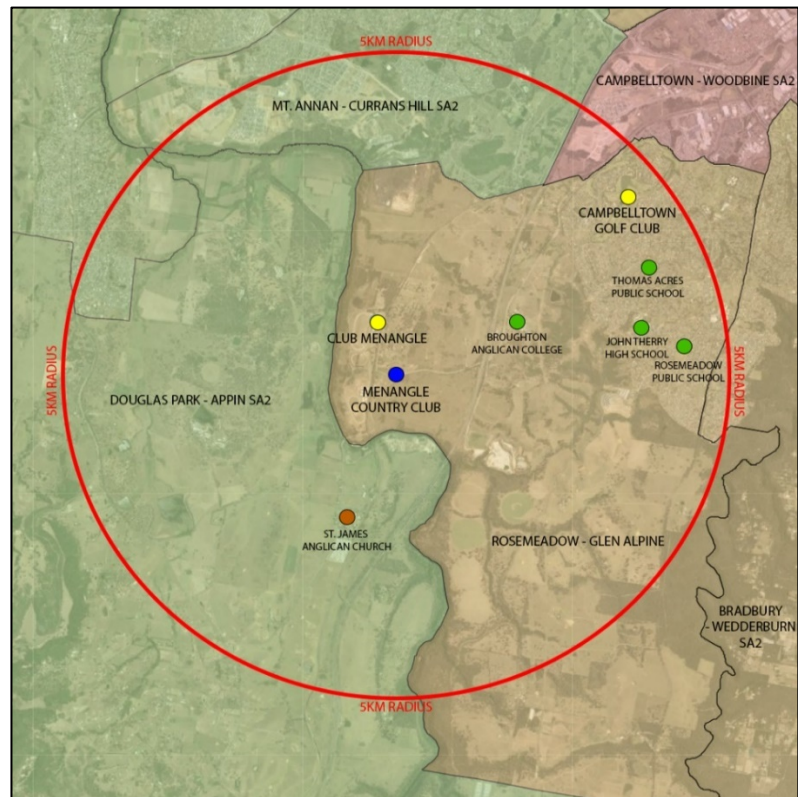 5KM RADIUS
CAMPBELLTOWN - WOODBINE SA2
MT. ANNAN - CURRANS HILL SA2
CAMPBELLTOWN
GOLF CLUB
THOMAS ACRES
PUBLIC SCHOOL
CLUB MENANGLE
BROUGHTON
ANGLICAN COLLEGE
JOHN THERRY
HIGH SCHOOL
ROSEMEADOW
PUBLIC SCHOOL
5KM RADIUS
5KM RADIUS
MENANGLE
COUNTRY CLUB
DOUGLAS PARK - APPIN SA2
ST. JAMES
ANGLICAN CHURCH
ROSEMEADOW - GLEN ALPINE
BRADBURY
- WEDDERBURN
SA2
5KM RADIUS